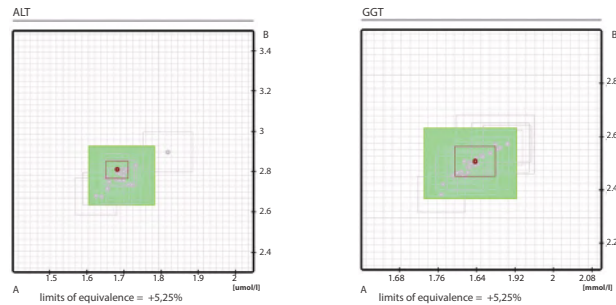 ALT
B
3.4
3.2
3
2.8
2.6
2.4
1.5
1.6
1.7
1.8
1.9
2
[umol/l]
A
limits of equivalence = +5,25%
GGT
B
2.8
2.6
2.4
2.2
1.68
1.76
1.84
1.92
2
2.08
[mmol/l]
A
limits of equivalence = +5,25%